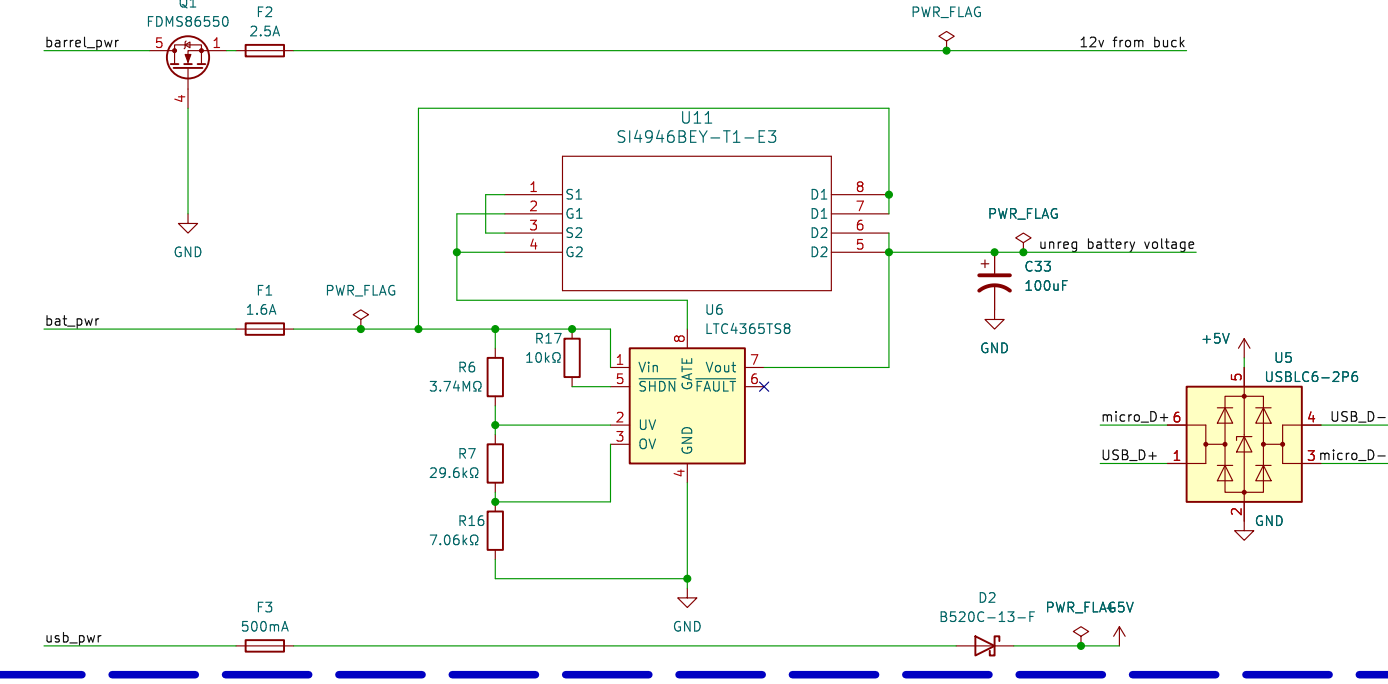 Q1
FDMS86550
F2
2.5A
PWR_FLAG
barrel_pwr
5
1
4
12v from buck
GND
U11
SI4946BEY-T1-E3
1
S1
D1
8
2
G1
D1
7
3
S2
D2
6
4
G2
D2
5
PWR_FLAG
unreg battery voltage
+
C33
100uF
GND
F1
1.6A
PWR_FLAG
bat_pwr
U6
LTC4365TS8
R17
10kΩ
8
R6
3.74MΩ
1
Vin
GATE
Vout
7
5
SHDN
FAULT
6
2
UV
3
OV
GND
4
R7
29.6kΩ
R16
7.06kΩ
GND
+5V
U5
USBLC6-2P6
5
micro_D+
6
4
USB_D-
USB_D+
1
3
micro_D-
2
GND
F3
500mA
usb_pwr
D2
B520C-13-F
PWR_FLAG
+5V